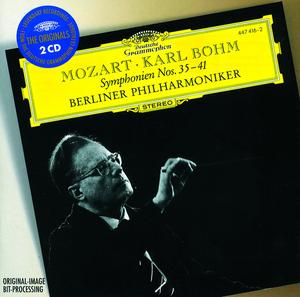 THE ORIGINALS
2 CD
Deutsche
Grammophon
447 416-2
MOZART · KARL BÖHM
Symphonien Nos. 35–41
BERLINER PHILHARMONIKER
STEREO
ORIGINAL-IMAGE
BIT-PROCESSING